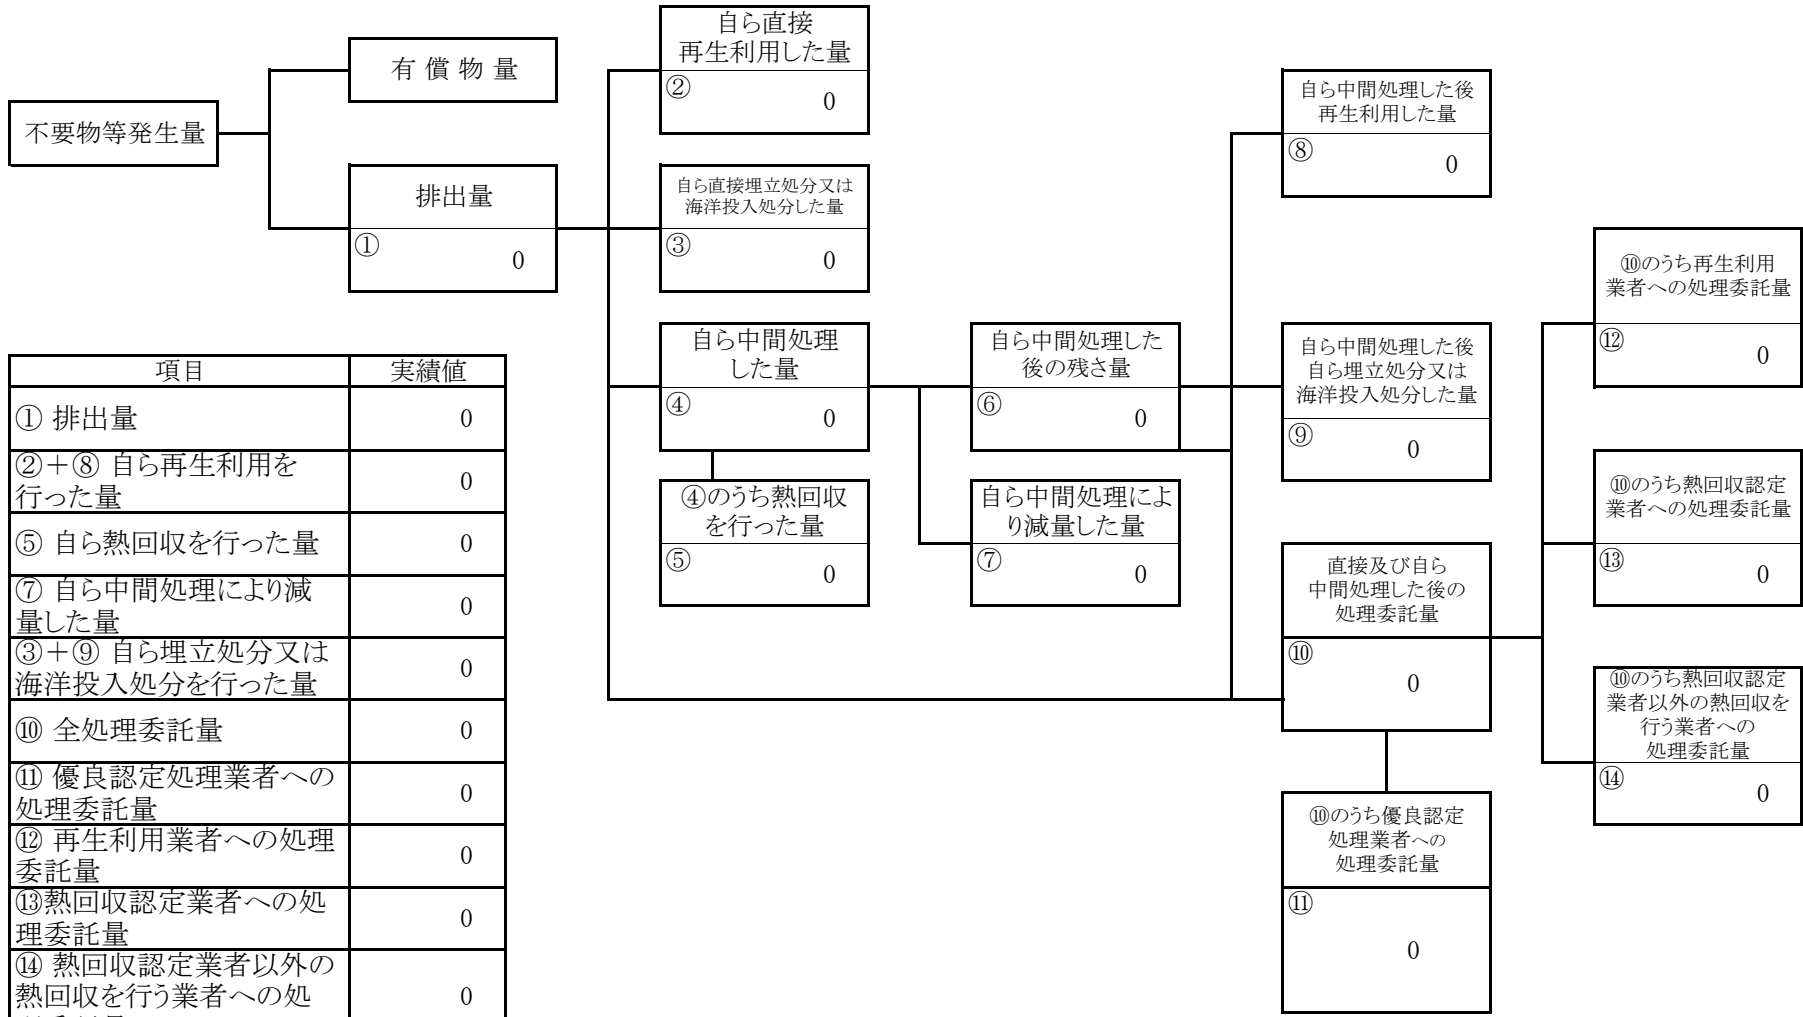 不要物等発生量
有 償 物 量
排出量
①
0
自ら直接
再生利用した量
②
0
自ら直接埋立処分又は
海洋投入処分した量
③
0
自ら中間処理
した量
④
0
④のうち熱回収
を行った量
⑤
0
自ら中間処理した
後の残さ量
⑥
0
自ら中間処理によ
り減量した量
⑦
0
自ら中間処理した後
再生利用した量
⑧
0
自ら中間処理した後
自ら埋立処分又は
海洋投入処分した量
⑨
0
直接及び自ら
中間処理した後の
処理委託量
⑩
0
⑩のうち優良認定
処理業者への
処理委託量
⑪
0
⑩のうち再生利用
業者への処理委託量
⑫
0
⑩のうち熱回収認定
業者への処理委託量
⑬
0
⑩のうち熱回収認定
業者以外の熱回収を
行う業者への
処理委託量
⑭
0
項目 実績値
① 排出量 0
②＋⑧ 自ら再生利用を
行った量 0
⑤ 自ら熱回収を行った量 0
⑦ 自ら中間処理により減
量した量 0
③＋⑨ 自ら埋立処分又は
海洋投入処分を行った量 0
⑩ 全処理委託量 0
⑪ 優良認定処理業者への
処理委託量 0
⑫ 再生利用業者への処理
委託量 0
⑬熱回収認定業者への処
理委託量 0
⑭ 熱回収認定業者以外の
熱回収を行う業者への処 0